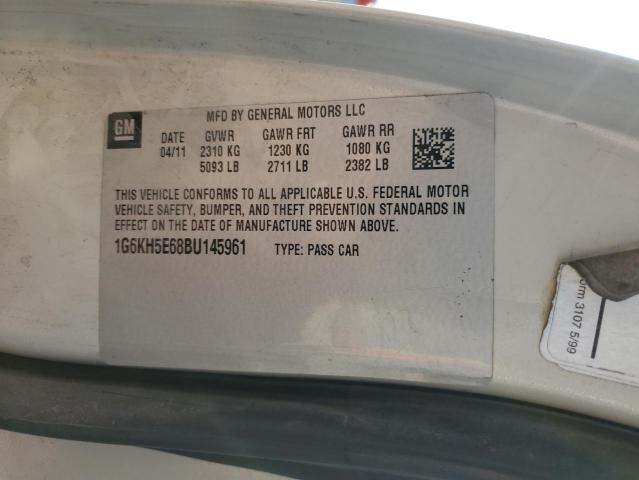 GM
MFD BY GENERAL MOTORS LLC
DATE GVWR GAWR FRT GAWR RR
04/11 2310 KG 1230 KG 1080 KG
5093 LB 2711 LB 2382 LB
THIS VEHICLE CONFORMS TO ALL APPLICABLE U.S. FEDERAL MOTOR
VEHICLE SAFETY, BUMPER, AND THEFT PREVENTION STANDARDS IN
EFFECT ON THE DATE OF MANUFACTURE SHOWN ABOVE.
1G6KH5E68BU145961 TYPE: PASS CAR
orm 3107 5/99